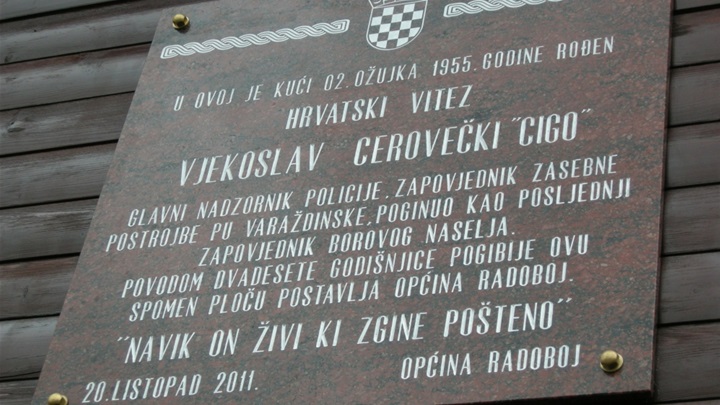 U OVOJ JE KUĆI 02. OŽUJKA 1955. GODINE ROĐEN
HRVATSKI VITEZ
VJEKOSLAV CEROVEČKI "CIGO"
GLAVNI NADZORNIK POLICIJE, ZAPOVJEDNIK ZASEBNE
POSTROJBE PU VARAŽDINSKE, POGINUO KAO POSLJEDNJI
ZAPOVJEDNIK BOROVOG NASELJA.
POVODOM DVADESETE GODIŠNJICE POGIBIJE OVU
SPOMEN PLOČU POSTAVLJA OPĆINA RADOBOJ.
"NAVIK ON ŽIVI KI ZGINE POŠTENO"
20. LISTOPAD 2011. OPĆINA RADOBOJ